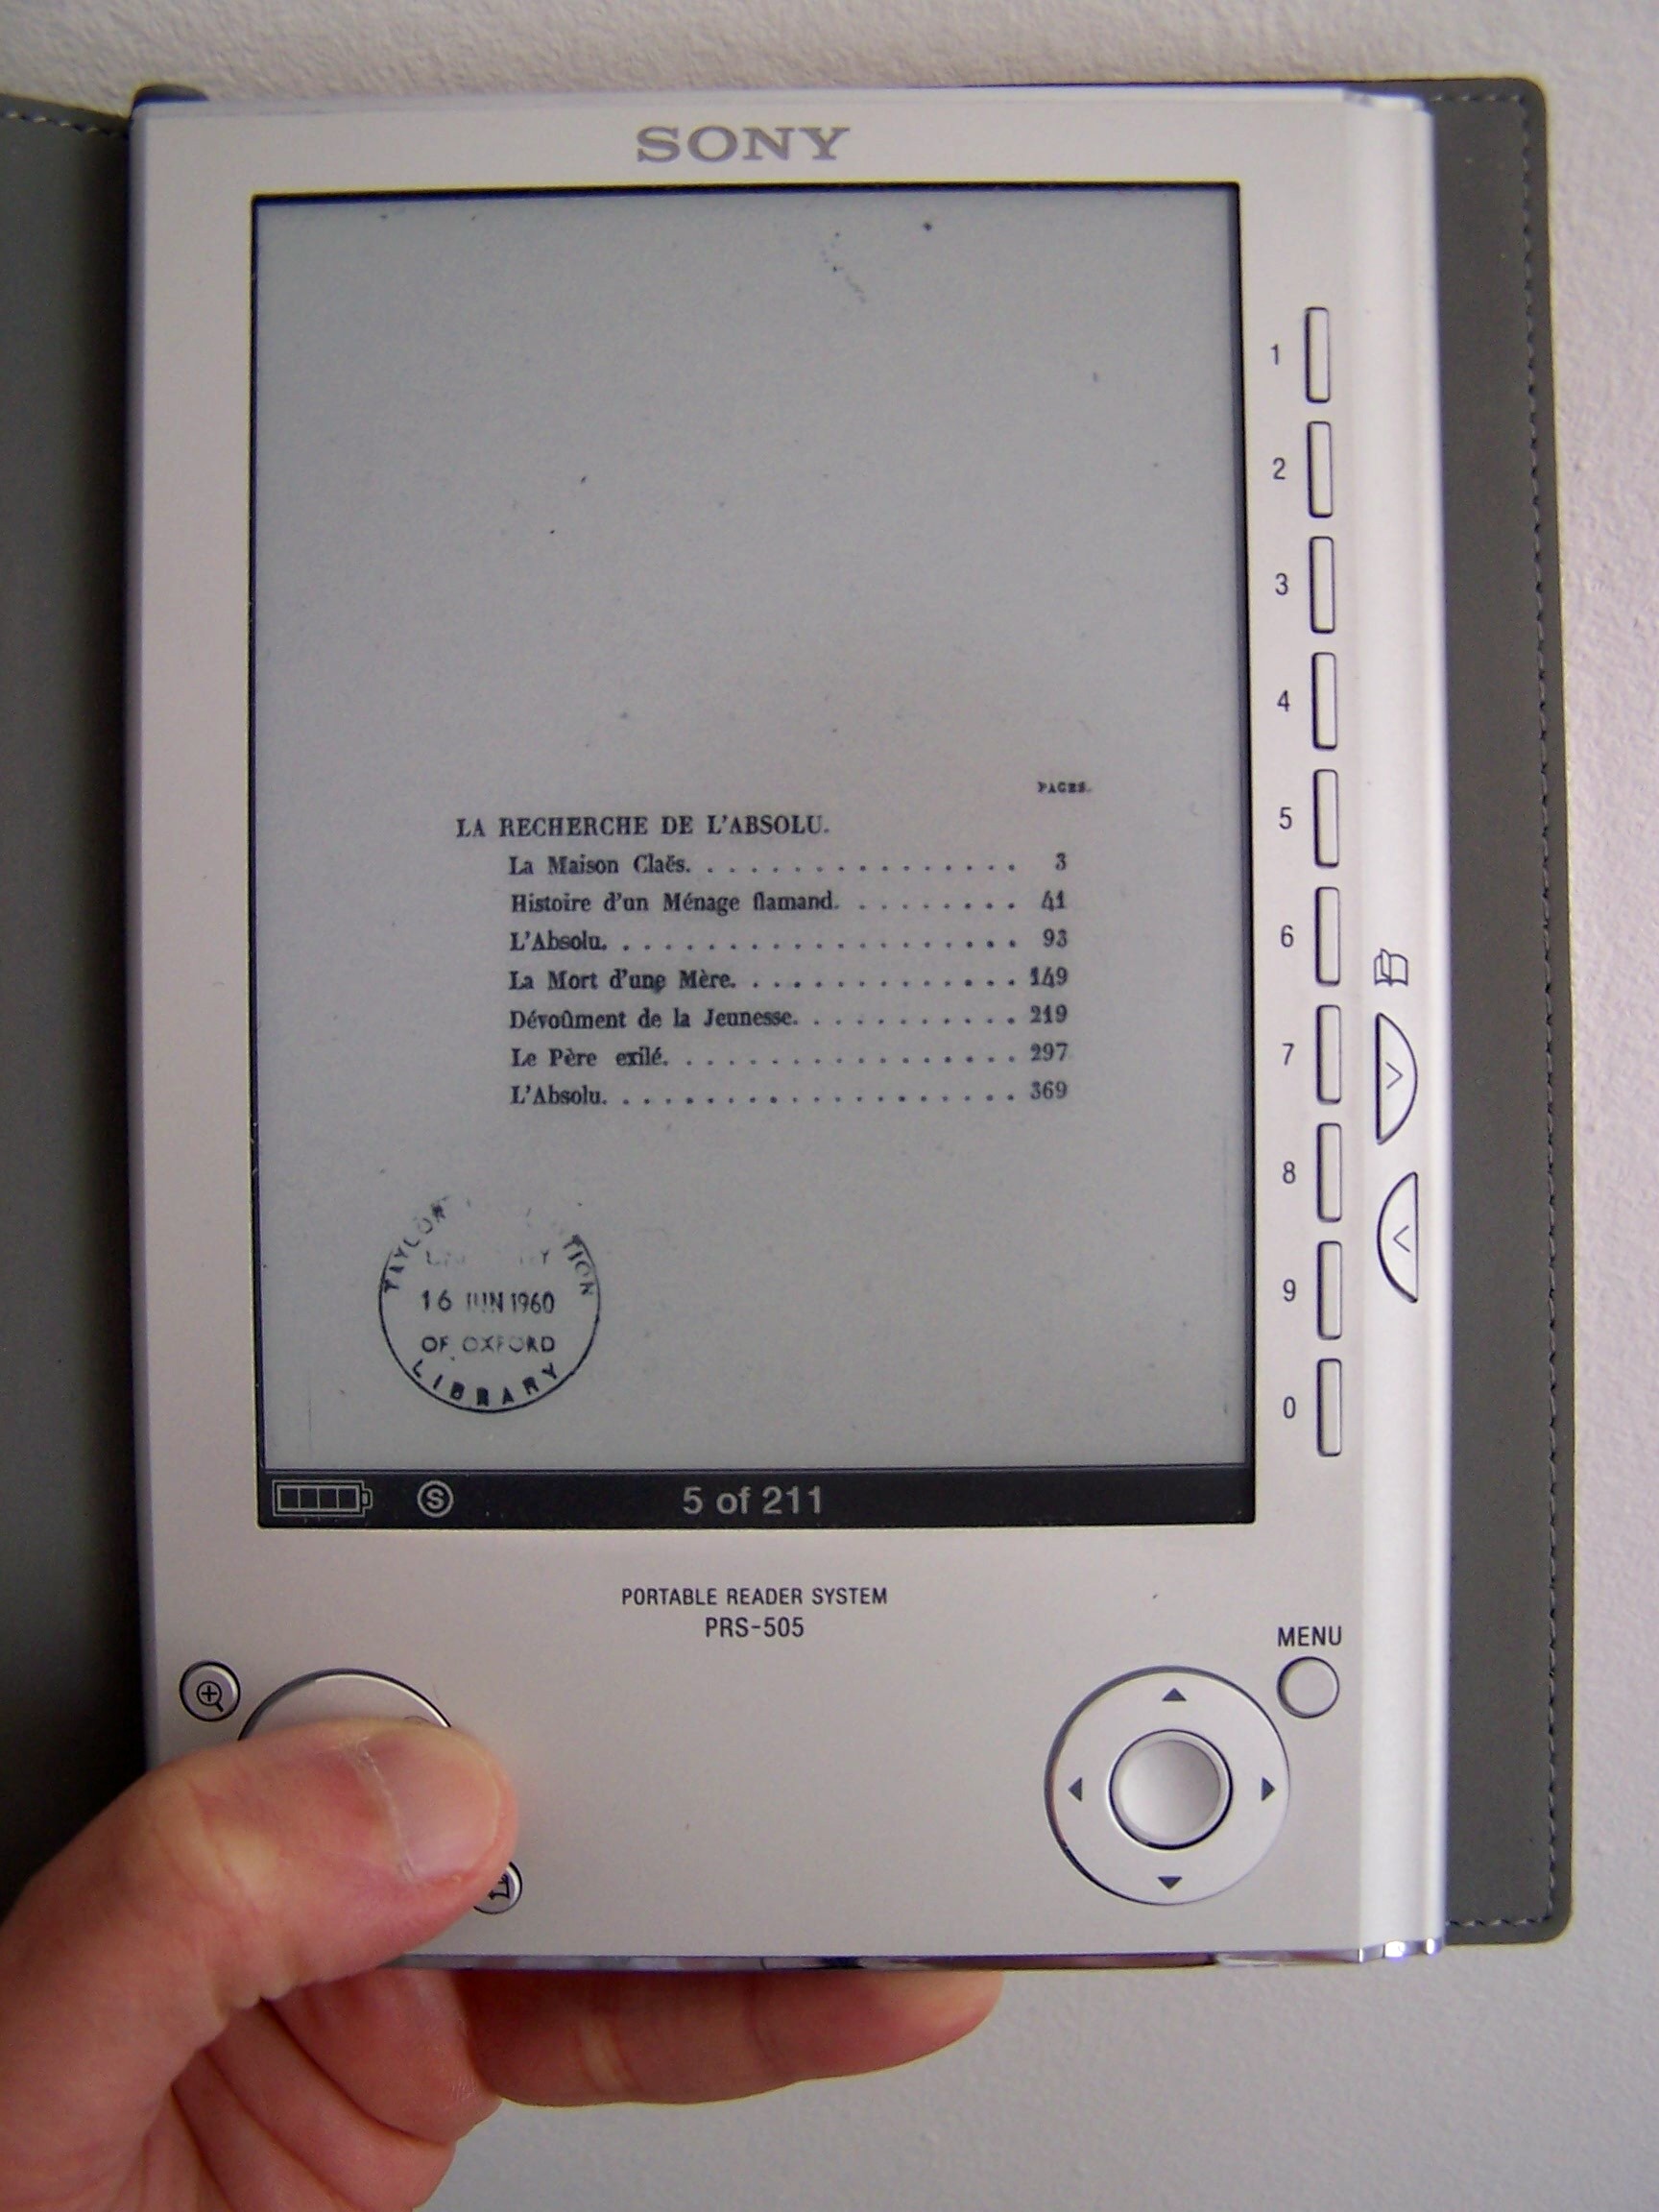 SONY
PAGES.
LA RECHERCHE DE L'ABSOLU.
La Maison Claës. . . . . . . . . . . . . . . . . 3
Histoire d'un Ménage flamand. . . . . . . . . 41
L'Absolu. . . . . . . . . . . . . . . . . . . . 93
La Mort d'une Mère. . . . . . . . . . . . . . 149
Dévoûment de la Jeunesse. . . . . . . . . . . 219
Le Père exilé. . . . . . . . . . . . . . . . . 297
L'Absolu. . . . . . . . . . . . . . . . . . . . 369
16 JUN 1960
OF OXFORD
LIBRARY
S
5 of 211
PORTABLE READER SYSTEM
PRS-505
MENU
1
2
3
4
5
6
7
8
9
0